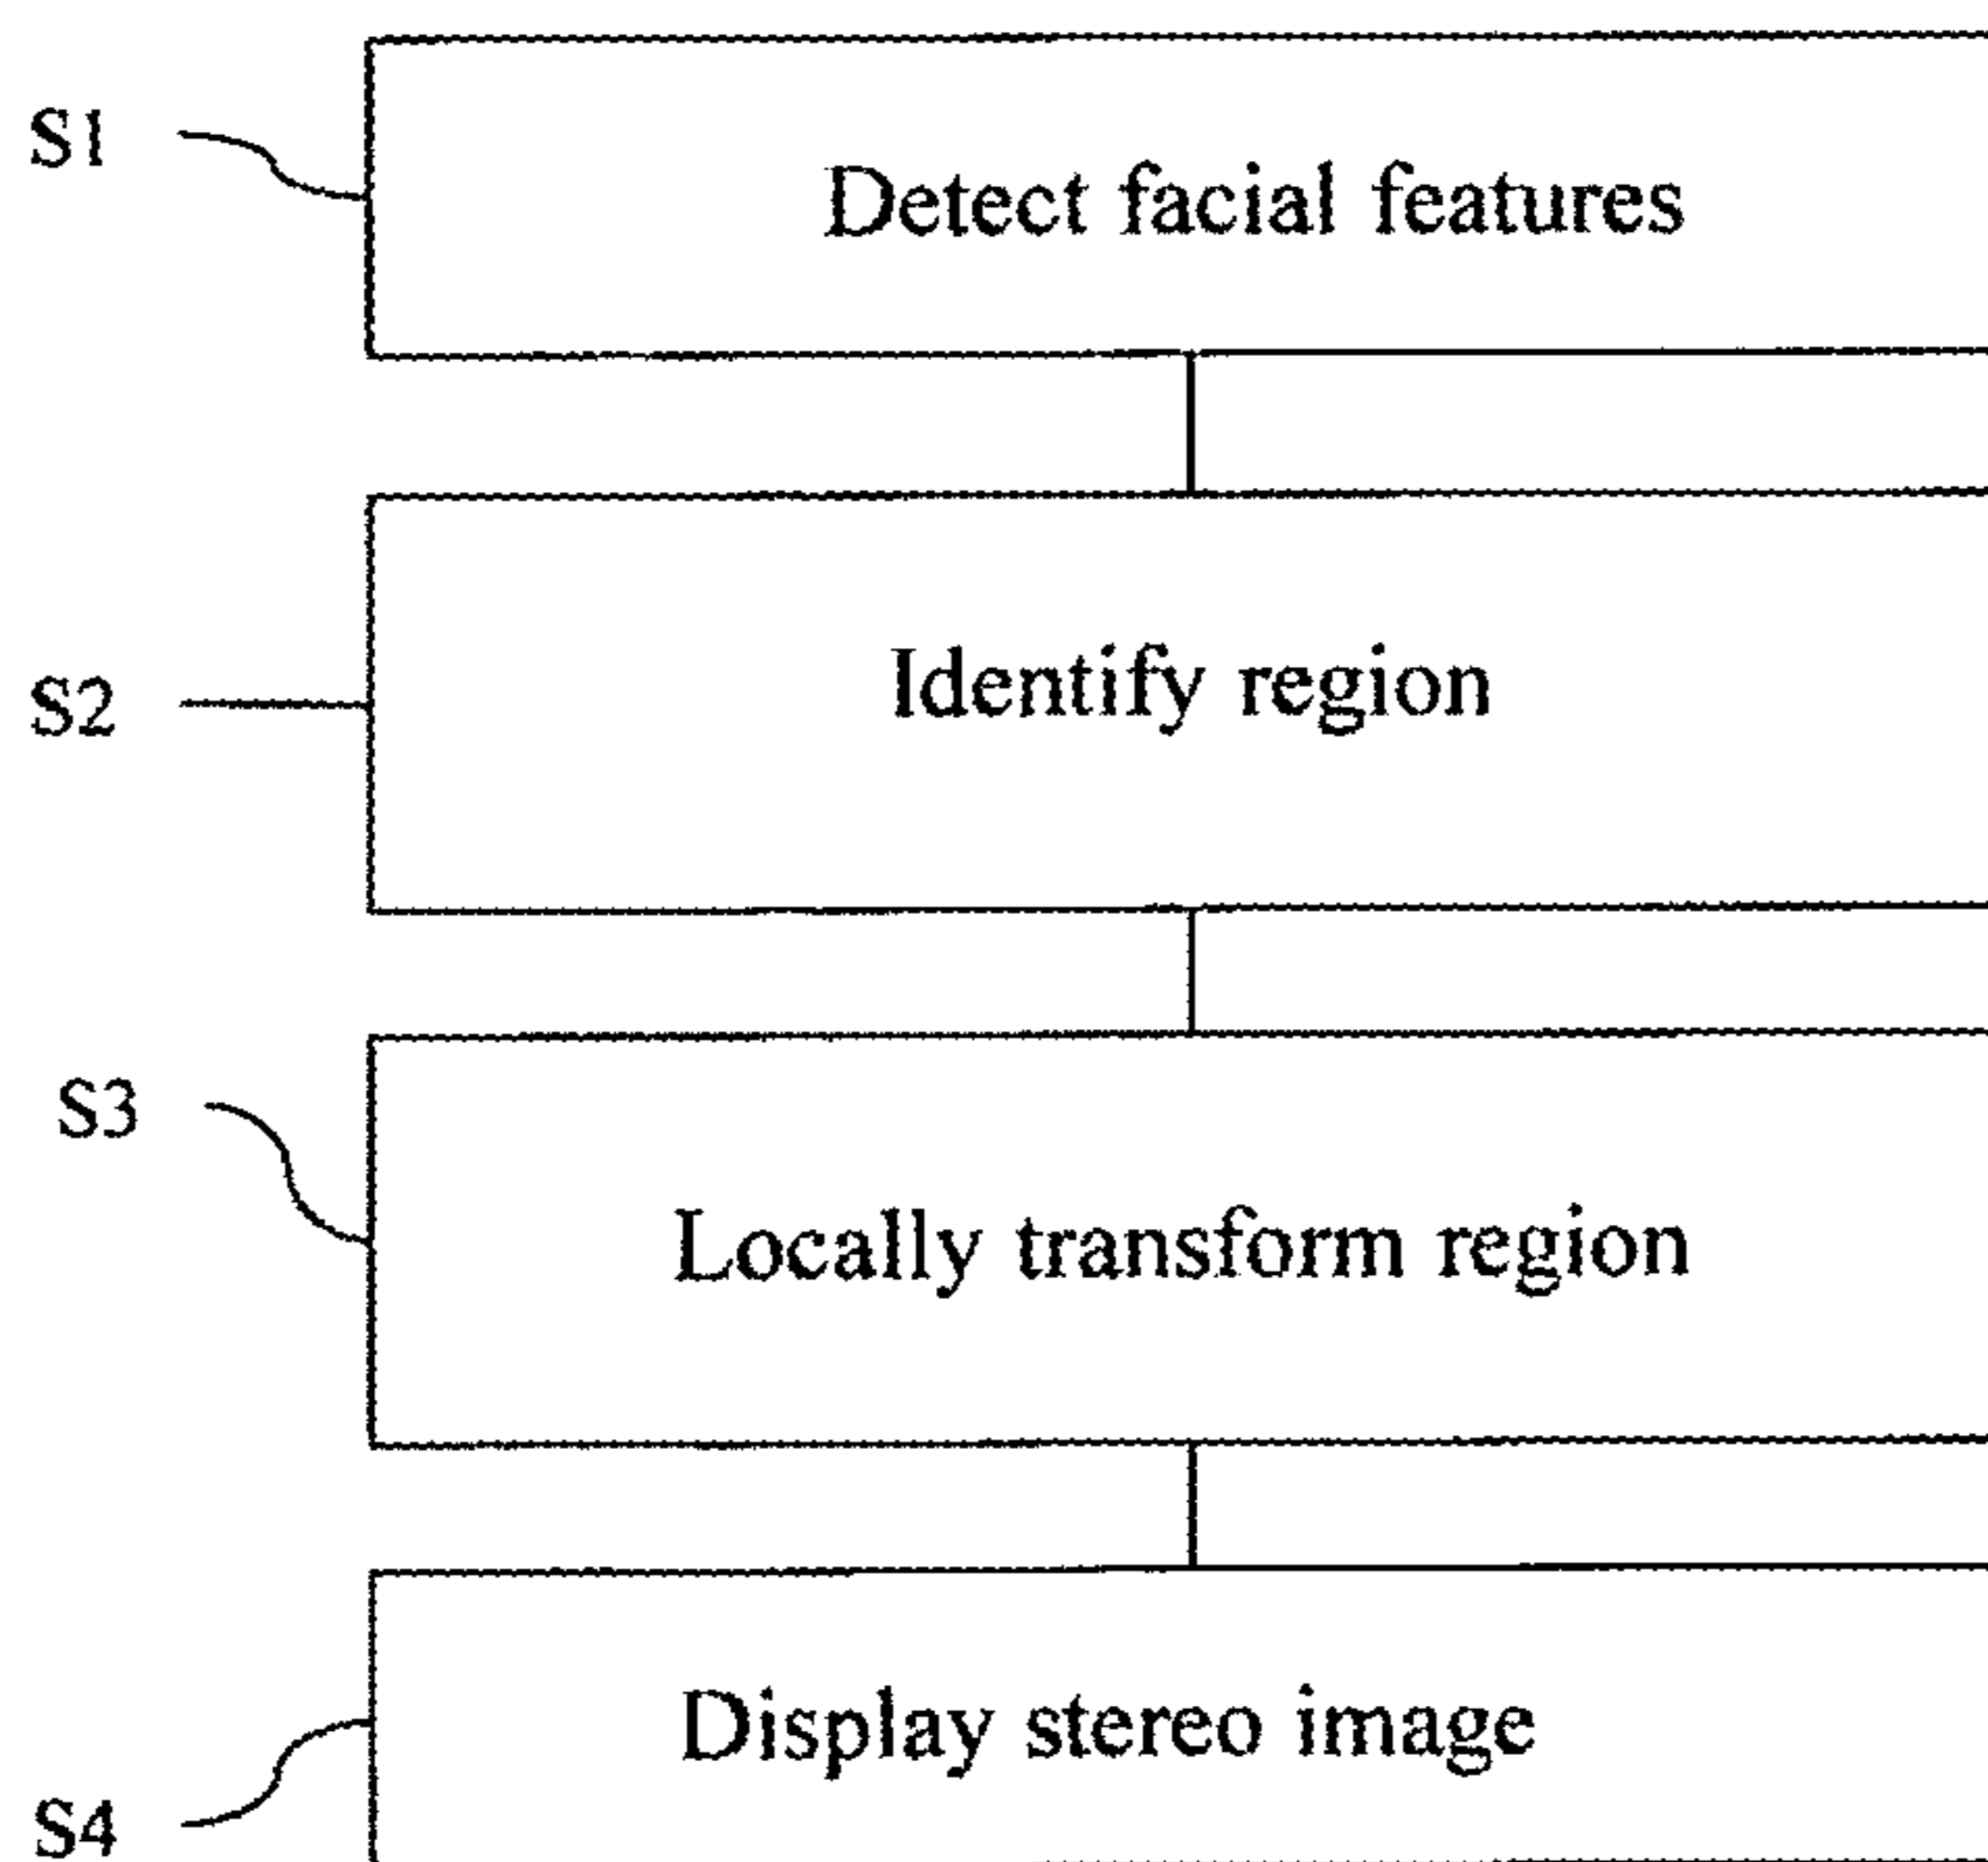 S1
Detect facial features
S2
Identify region
S3
Locally transform region
Display stereo image
S4